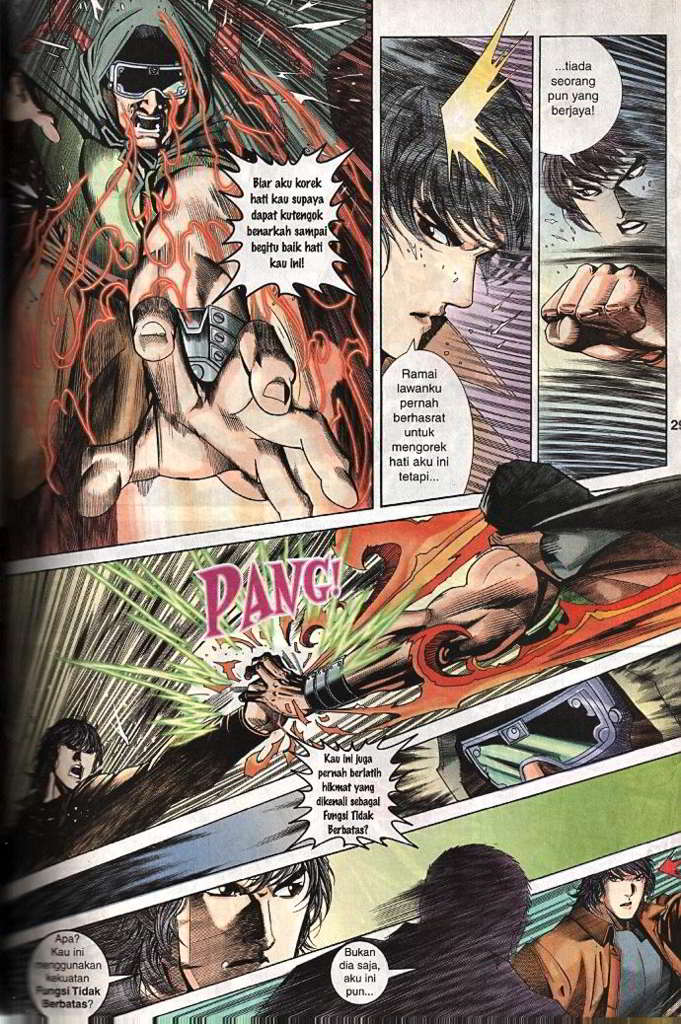 Biar aku korek
hati kau supaya
dapat kutengok
benarkah sampai
begitu baik hati
kau ini!
Ramai
lawanku
pernah
berhasrat
untuk
mengorek
hati aku ini
tetapi...
...tiada
seorang
pun yang
berjaya!
29
PANG!
Kau ini juga
pernah berlatih
hikmat yang
dikenali sebagai
Fungsi Tidak
Berbatas?
Apa?
Kau ini
menggunakan
kekuatan
Fungsi Tidak
Berbatas?
Bukan
dia saja,
aku ini
pun...